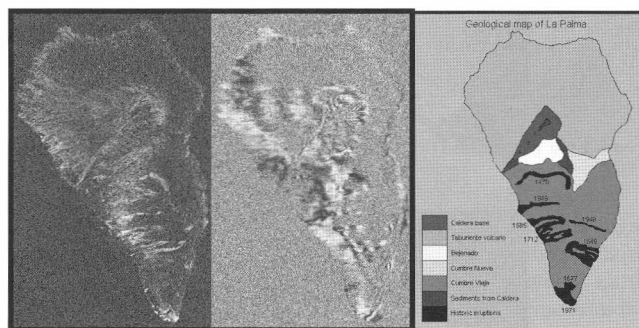 Geological map of La Palma
1475
1949
1949
1585
1712
1646
1677
1971
Caldera base
Taburiente volcano
Bejenado
Cumbre Nueva
Cumbre Vieja
Sediments from Caldera
Historic eruptions